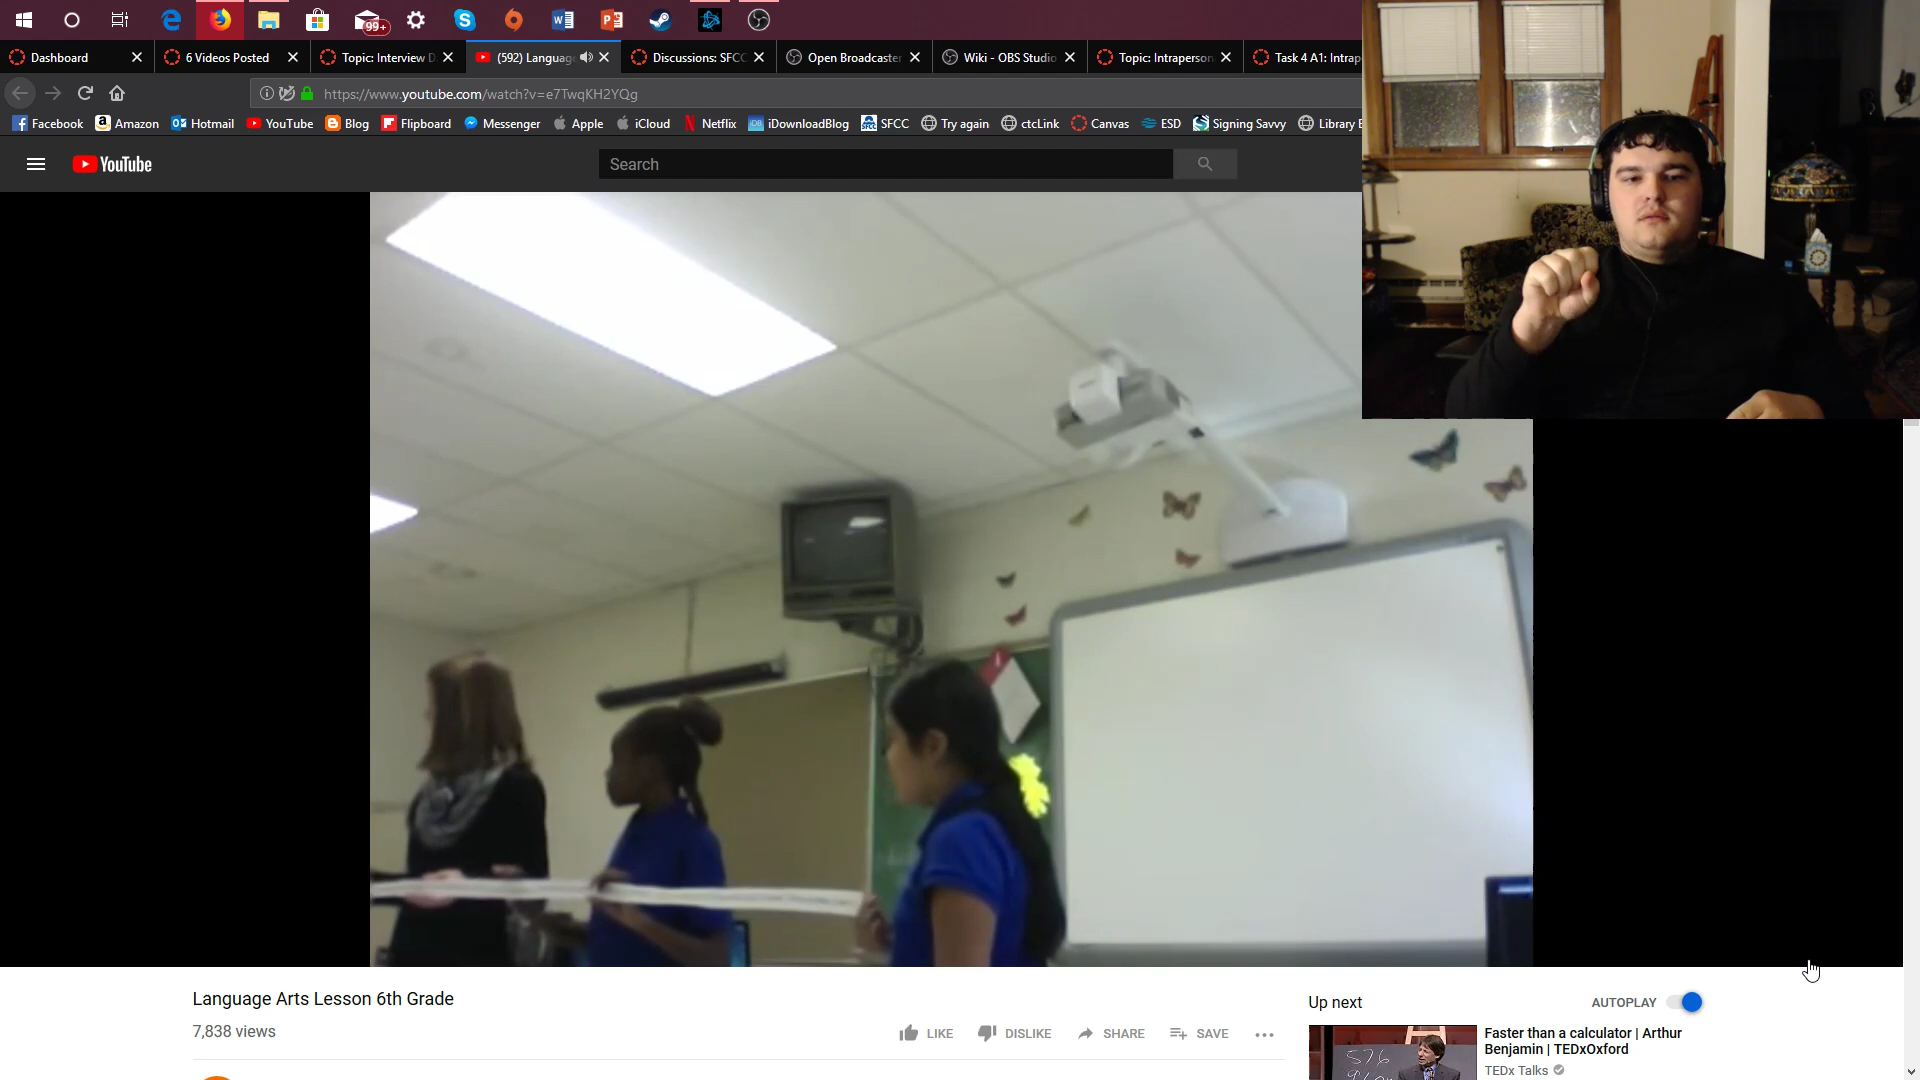 99+
Dashboard
6 Videos Posted
Topic: Interview D
(592) Language
Discussions: SFCC
Open Broadcaster
Wiki - OBS Studio
Topic: Intraperson
Task 4 A1: Intrap
https://www.youtube.com/watch?v=e7TwqKH2YQg
Facebook
Amazon
Hotmail
YouTube
Blog
Flipboard
Messenger
Apple
iCloud
Netflix
iDownloadBlog
SFCC
Try again
ctcLink
Canvas
ESD
Signing Savvy
Library E
YouTube
Search
Language Arts Lesson 6th Grade
7,838 views
LIKE
DISLIKE
SHARE
SAVE
Up next
AUTOPLAY
576
Faster than a calculator | Arthur
Benjamin | TEDxOxford
TEDx Talks